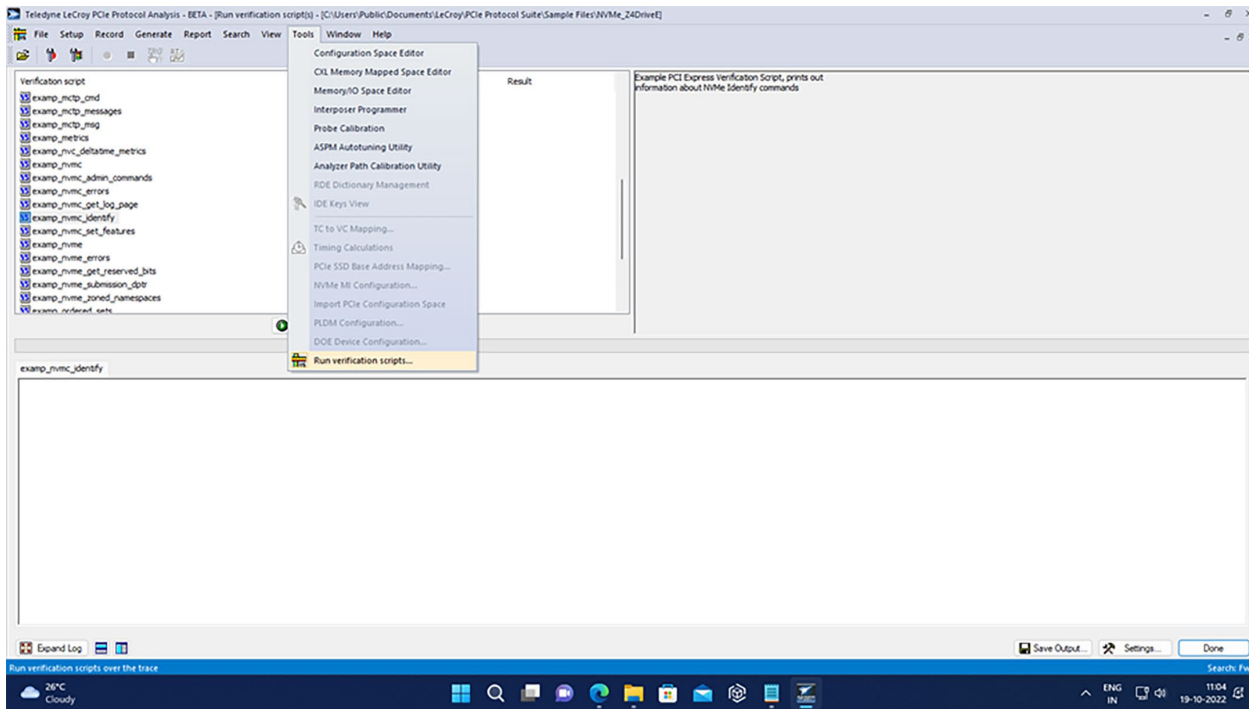 Teledyne LeCroy PCIe Protocol Analysis - BETA - [Run verification script(s) - [C:\Users\Public\Documents\LeCroy\PCIe Protocol Suite\Sample Files\NVMe_Z4DriveE]
File Setup Record Generate Report Search View Tools Window Help
Verification script
Result
examp_mctp_cmd
examp_mctp_messages
examp_mctp_msg
examp_metrics
examp_nvc_deltatime_metrics
examp_nvmc
examp_nvmc_admin_commands
examp_nvmc_errors
examp_nvmc_get_log_page
examp_nvmc_identify
examp_nvmc_set_features
examp_nvme
examp_nvme_errors
examp_nvme_get_reserved_bits
examp_nvme_submission_dptr
examp_nvme_zoned_namespaces
examp_ordered_sets
Configuration Space Editor
CXL Memory Mapped Space Editor
Memory/IO Space Editor
Interposer Programmer
Probe Calibration
ASPM Autotuning Utility
Analyzer Path Calibration Utility
RDE Dictionary Management
IDE Keys View
TC to VC Mapping...
Timing Calculations
PCIe SSD Base Address Mapping...
NVMe MI Configuration...
Import PCIe Configuration Space
PLDM Configuration...
DOE Device Configuration...
Run verification scripts...
Example PCI Express Verification Script, prints out
information about NVMe Identify commands
examp_nvmc_identify
Expand Log
Save Output...
Settings...
Done
Run verification scripts over the trace
Search: Fw
26°C
Cloudy
ENG
IN
11:04
19-10-2022